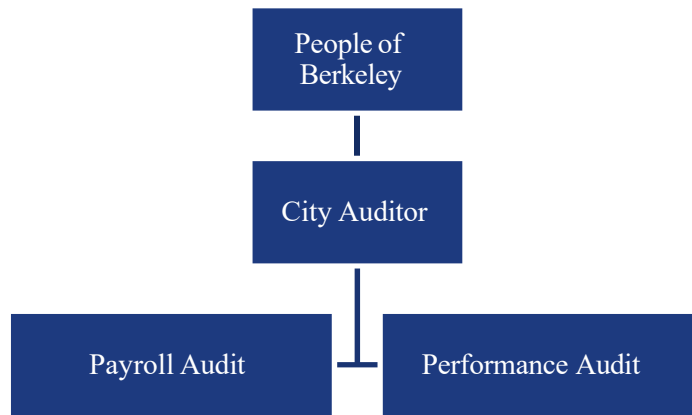 People of
Berkeley
City Auditor
Payroll Audit
Performance Audit